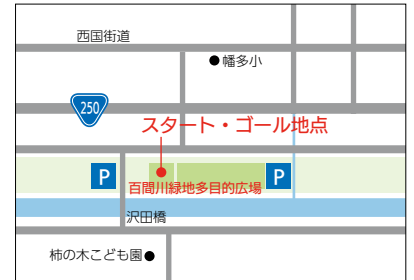 西国街道
●幡多小
250
スタート・ゴール地点
P
P
百間川緑地多目的広場
沢田橋
柿の木こども園●